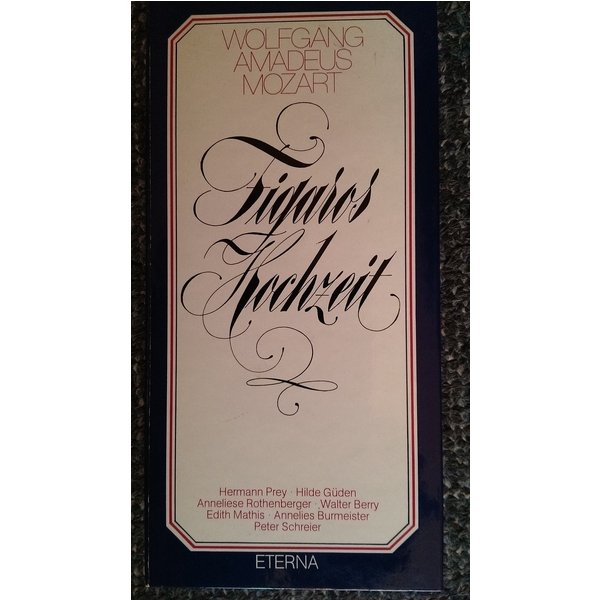 WOLFGANG
AMADEUS
MOZART
Figaros
Hochzeit
Hermann Prey · Hilde Güden
Anneliese Rothenberger · Walter Berry
Edith Mathis · Annelies Burmeister
Peter Schreier
ETERNA